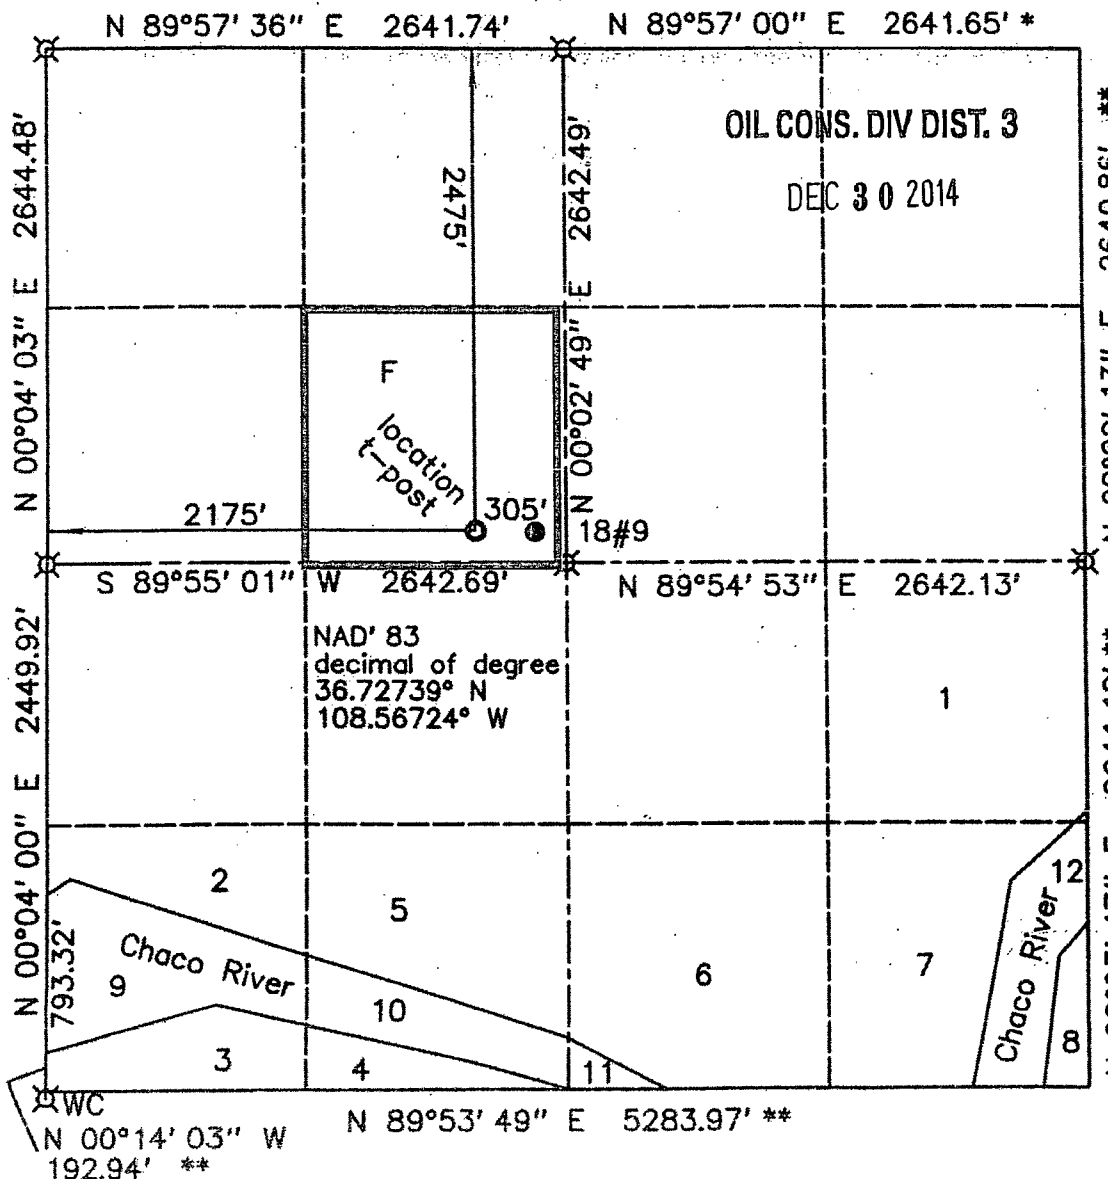 N 89°57' 36" E 2641.74'
N 89°57' 00" E 2641.65' *
OIL CONS. DIV DIST. 3
DEC 30 2014
N 00°04' 03" E 2644.48'
2475'
N 00°02' 49" E 2642.49'
F
location
t-post
2175'
305'
18#9
S 89°55' 01" W 2642.69'
N 89°54' 53" E 2642.13'
NAD' 83
decimal of degree
36.72739° N
108.56724° W
N 00°04' 00" E 2449.92'
1
2
5
12
Chaco River
9
10
6
7
Chaco River
793.32'
3
4
11
8
WC
N 89°53' 49" E 5283.97' **
N 00°14' 03" W
192.94' **